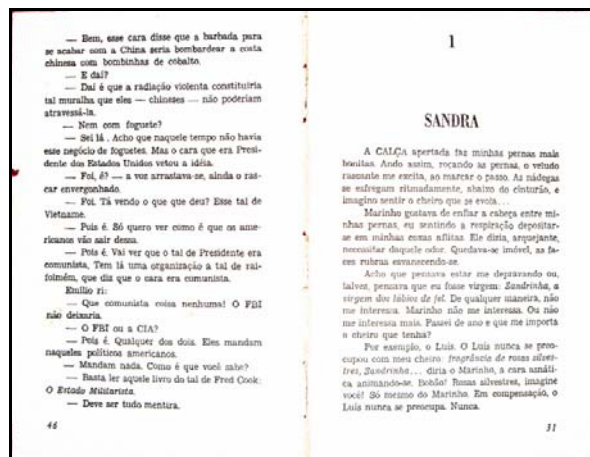 — Bem, esse cara disse que a barbada para
se acabar com a China seria bombardear a costa
chinesa com bombinhas de cobalto.
— E daí?
— Daí é que a radiação violenta constituiria
tal muralha que eles — chineses — não poderiam
atravessá-la.
— Nem com foguete?
— Sei lá. Acho que naquele tempo não havia
esse negócio de foguetes. Mas o cara que era Presi-
dente dos Estados Unidos vetou a idéia.
— Foi, é? — a voz arrastava-se, ainda o ras-
car envergonhado.
— Foi. Tá vendo o que que deu? Esse tal de
Vietname.
— Pois é. Só quero ver como é que os ame-
ricanos vão sair dessa.
— Pois é. Vai ver que o tal de Presidente era
comunista. Tem lá uma organização a tal de rai-
folmém, que diz que o cara era comunista.
Emílio ri:
— Que comunista coisa nenhuma! O FBI
não deixaria.
— O FBI ou a CIA?
— Pois é. Qualquer dos dois. Eles mandam
naqueles políticos americanos.
— Mandam nada. Como é que você sabe?
— Basta ler aquele livro do tal de Fred Cook:
O Estado Militarista.
— Deve ser tudo mentira.
46
1
SANDRA
A CALÇA apertada faz minhas pernas mais
bonitas. Ando assim, roçando as pernas, o veludo
rascante me excita, ao marcar o passo. As nádegas
se esfregam ritmadamente, abaixo do cinturão, e
imagino sentir o cheiro que se evola...
Marinho gostava de enfiar a cabeça entre mi-
nhas pernas, eu sentindo a respiração depositar-
se em minhas coxas aflitas. Ele diria, arquejante,
necessitar daquele odor. Quedava-se imóvel, as fa-
ces rubras esvanecendo-se.
Acho que pensava estar me depravando ou,
talvez, pensava que eu fosse virgem: Sandrinha, a
virgem dos lábios de fel. De qualquer maneira, não
me interessa. Marinho não me interessa. Ou não
me interessa mais. Passei de ano e que me importa
o cheiro que tenha?
Por exemplo, o Luís. O Luís nunca se preo-
cupou com meu cheiro: fragrância de rosas silves-
tres, Sandrinha... diria o Marinho, a cara asnáti-
ca animando-se. Bobão! Rosas silvestres, imagine
você! Só mesmo do Marinho. Em compensação, o
Luís nunca se preocupa. Nunca.
31